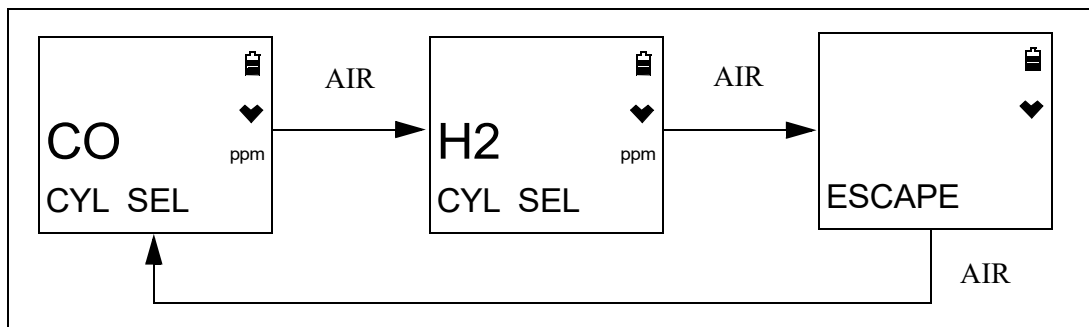 AIR
AIR
CO
ppm
CYL SEL
H2
ppm
CYL SEL
ESCAPE
AIR